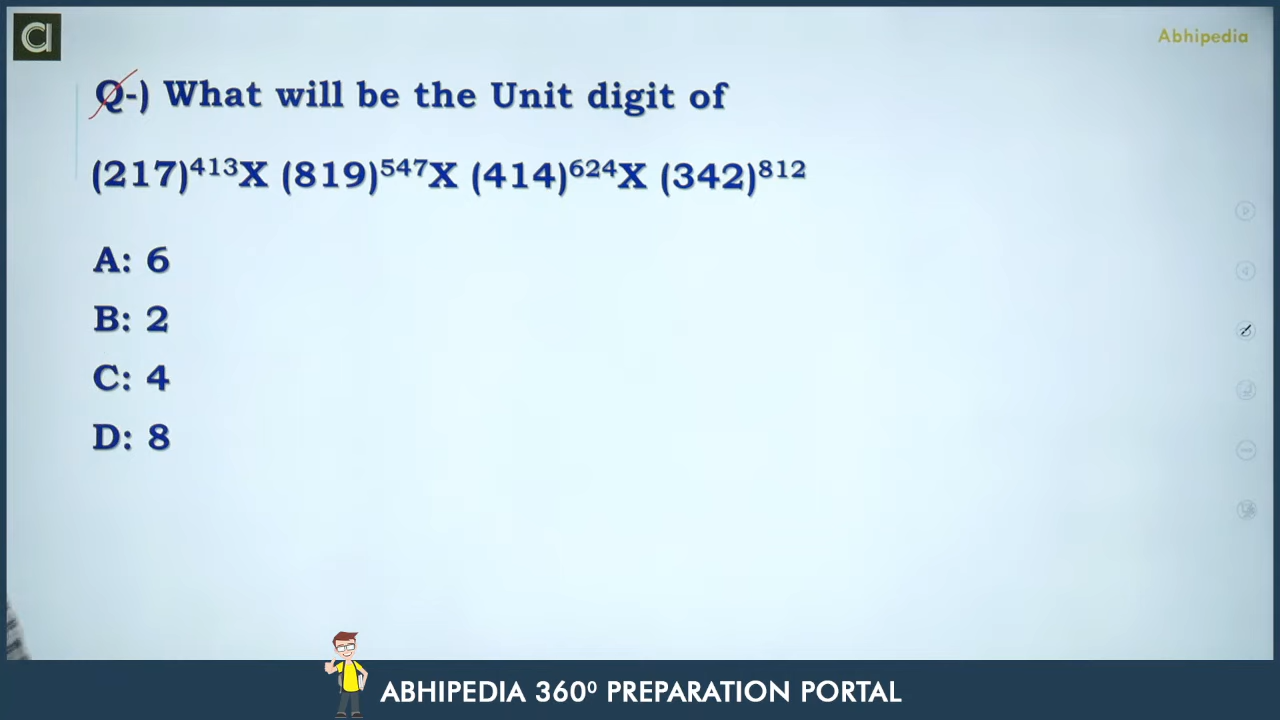 Abhipedia
Q-) What will be the Unit digit of
(217)⁴¹³X (819)⁵⁴⁷X (414)⁶²⁴X (342)⁸¹²
A: 6
B: 2
C: 4
D: 8
ABHIPEDIA 360⁰ PREPARATION PORTAL